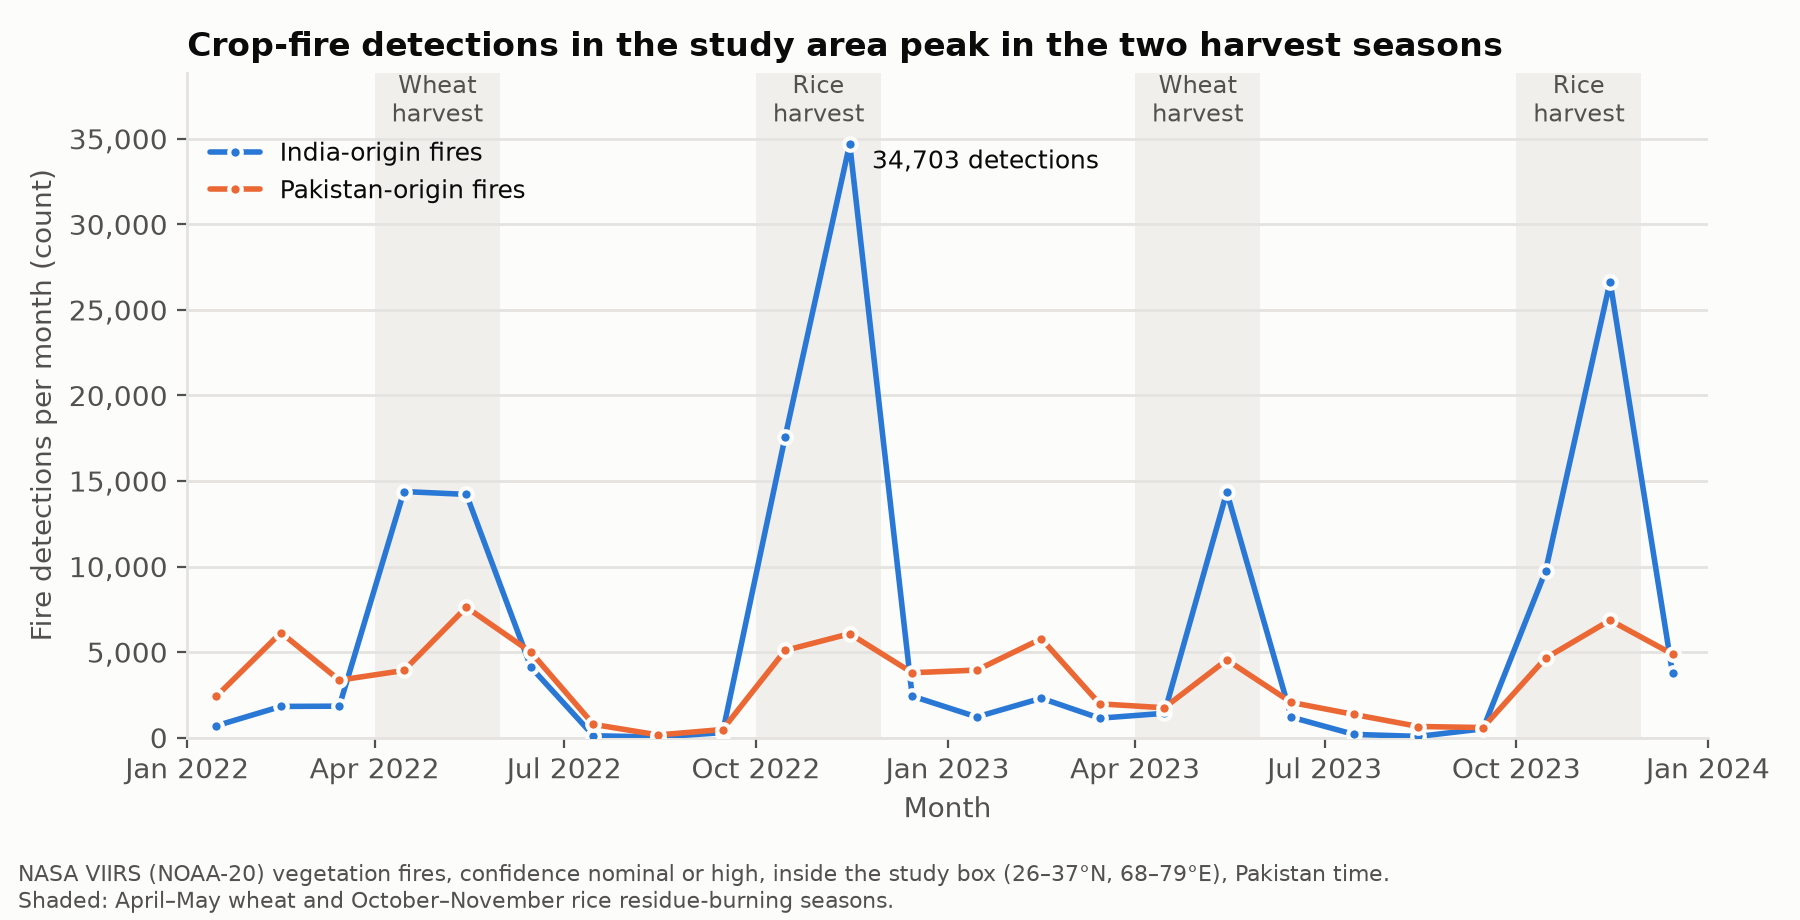 Crop-fire detections in the study area peak in the two harvest seasons
Wheat
harvest
Rice
harvest
Wheat
harvest
Rice
harvest
India-origin fires
Pakistan-origin fires
34,703 detections
Fire detections per month (count)
35,000
30,000
25,000
20,000
15,000
10,000
5,000
0
Jan 2022
Apr 2022
Jul 2022
Oct 2022
Jan 2023
Apr 2023
Jul 2023
Oct 2023
Jan 2024
Month
NASA VIIRS (NOAA-20) vegetation fires, confidence nominal or high, inside the study box (26–37°N, 68–79°E), Pakistan time.
Shaded: April–May wheat and October–November rice residue-burning seasons.